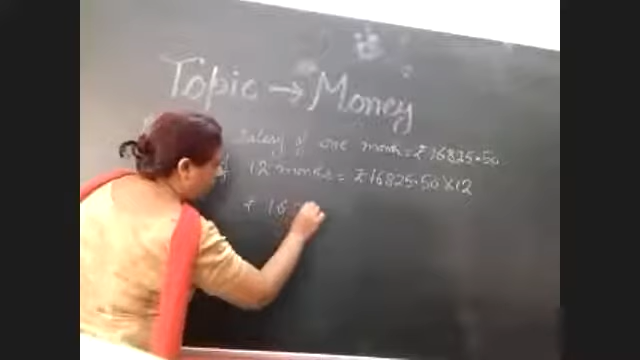 Topic → Money
Salary of one month = ₹ 16825.50
12 months = ₹ 16825.50 × 12
₹ 16